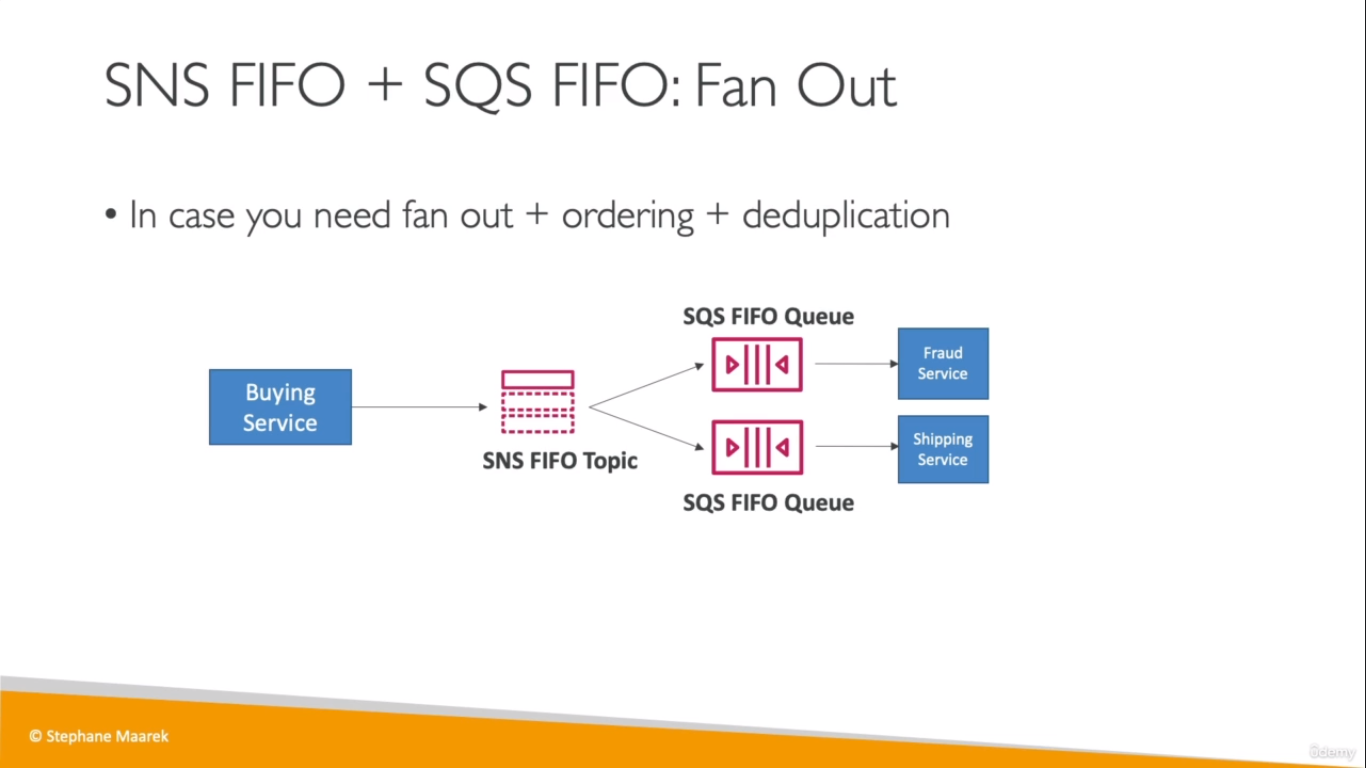 SNS FIFO + SQS FIFO: Fan Out
• In case you need fan out + ordering + deduplication
SQS FIFO Queue
Fraud
Service
Buying
Service
SNS FIFO Topic
Shipping
Service
SQS FIFO Queue
© Stephane Maarek
ûdemy